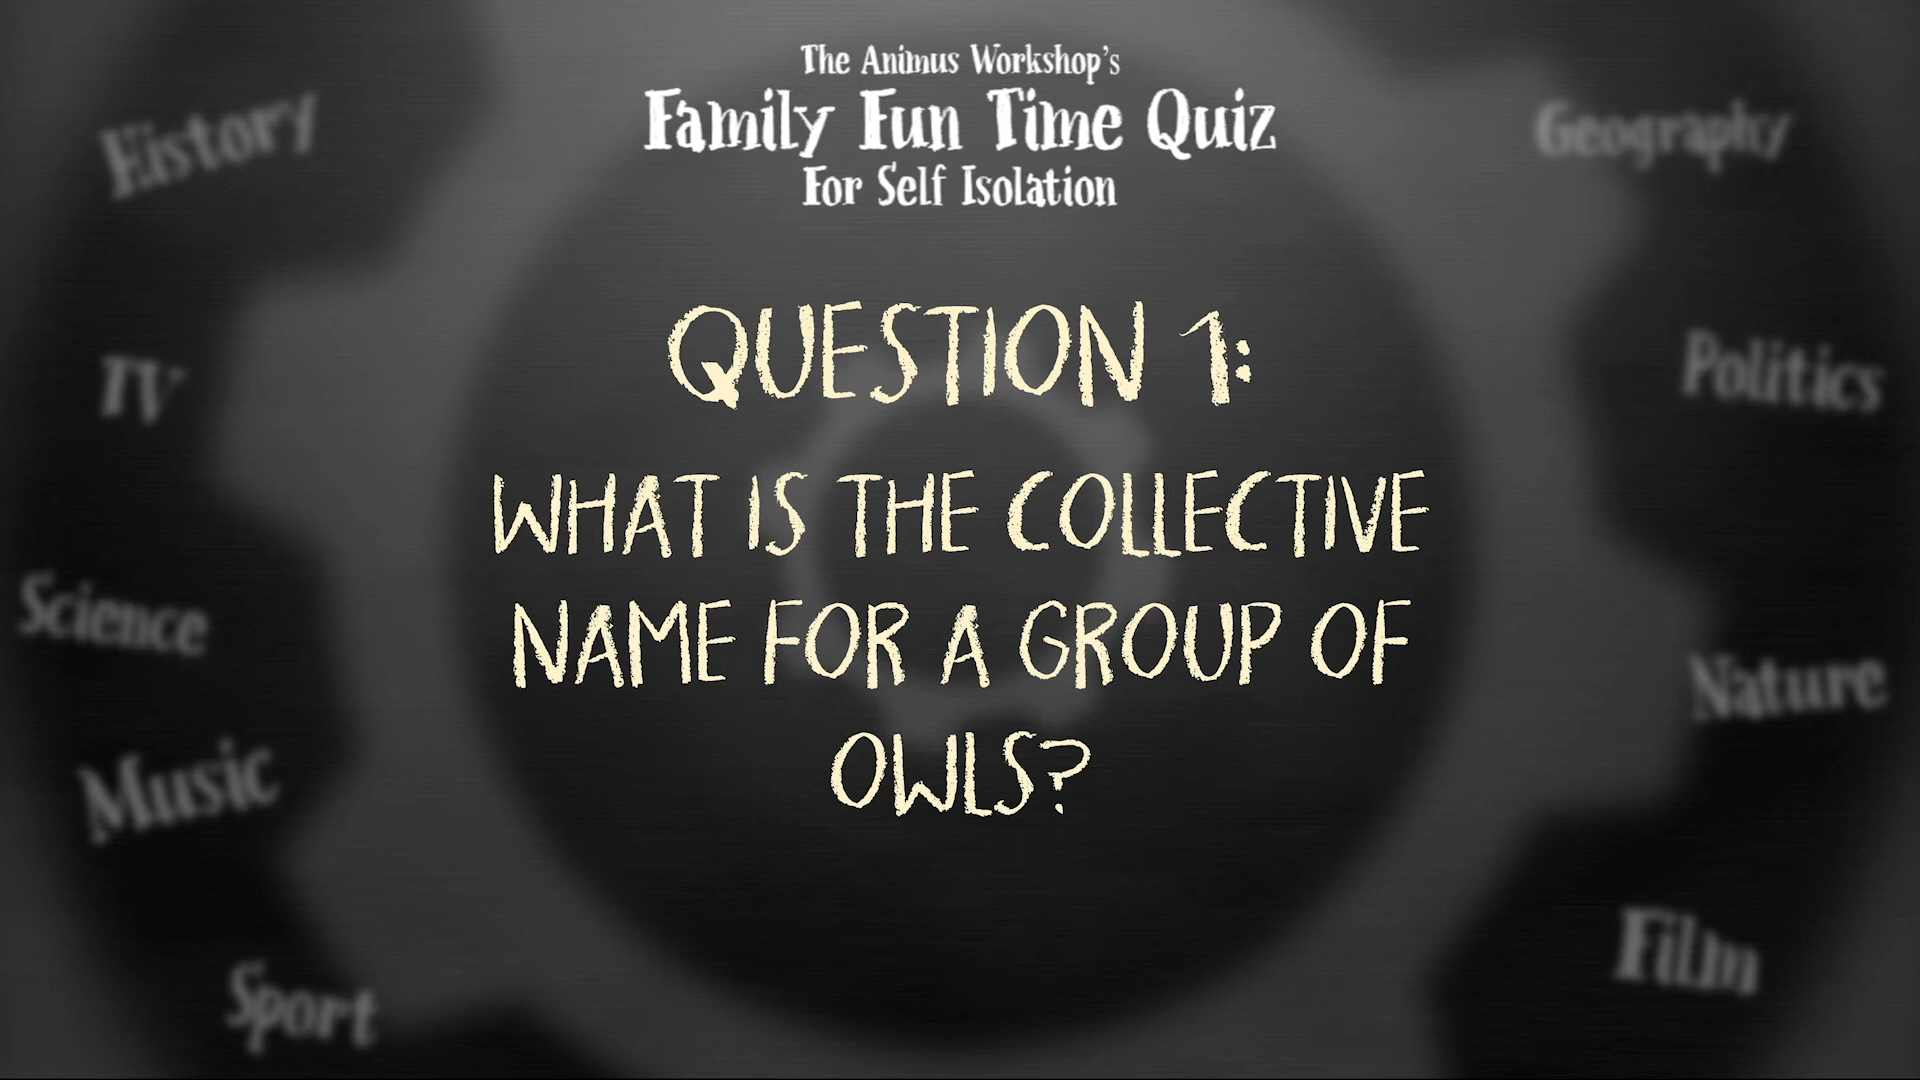 The Animus Workshop's
Family Fun Time Quiz
For Self Isolation
History
Geography
QUESTION 1:
TV
Politics
WHAT IS THE COLLECTIVE
NAME FOR A GROUP OF
OWLS?
Science
Nature
Music
Film
Sport